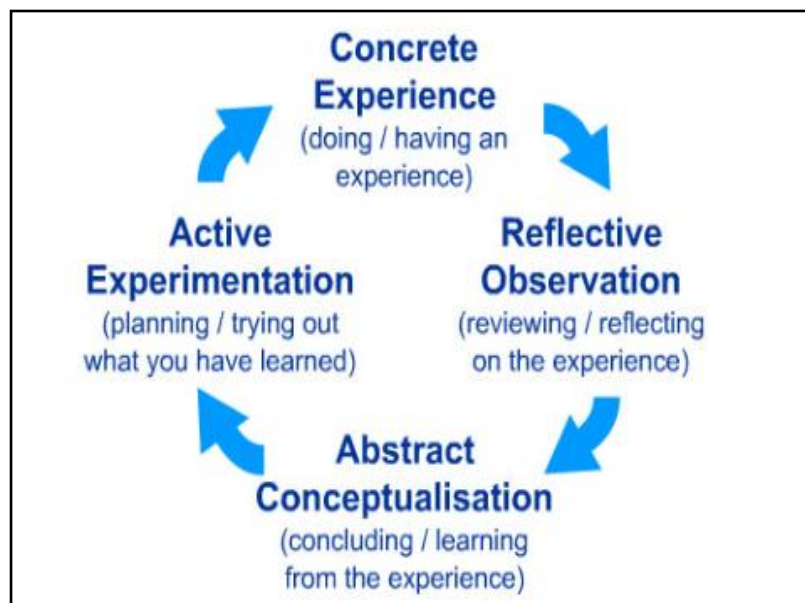 Concrete
Experience
(doing / having an
experience)
Reflective
Observation
(reviewing / reflecting
on the experience)
Abstract
Conceptualisation
(concluding / learning
from the experience)
Active
Experimentation
(planning / trying out
what you have learned)